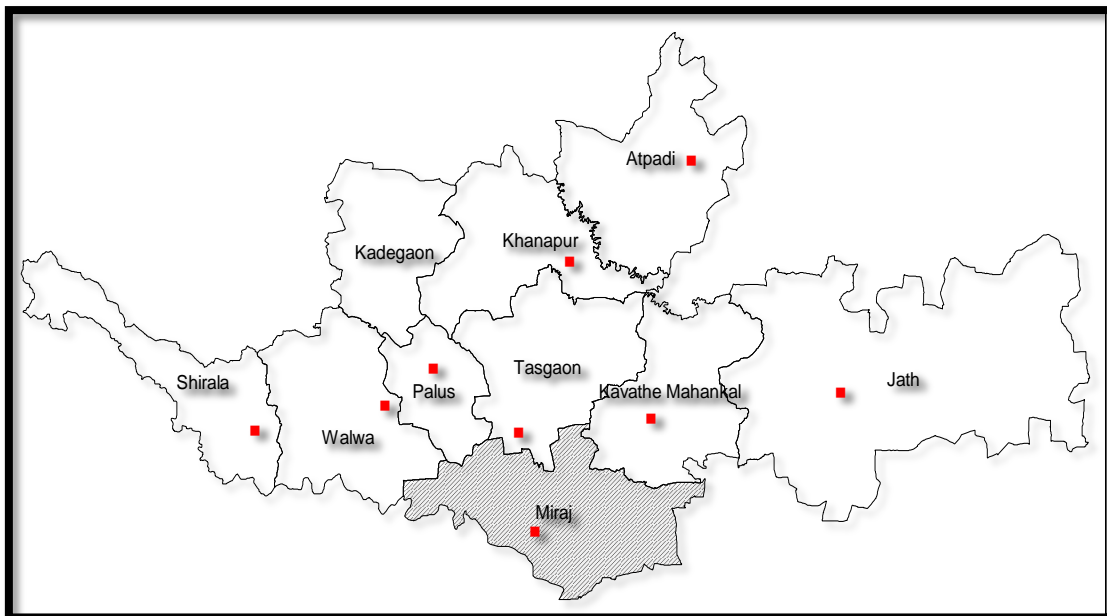 Atpadi
Khanapur
Kadegaon
Tasgaon
Shirala
Palus
Kavathe Mahankal
Jath
Walwa
Miraj